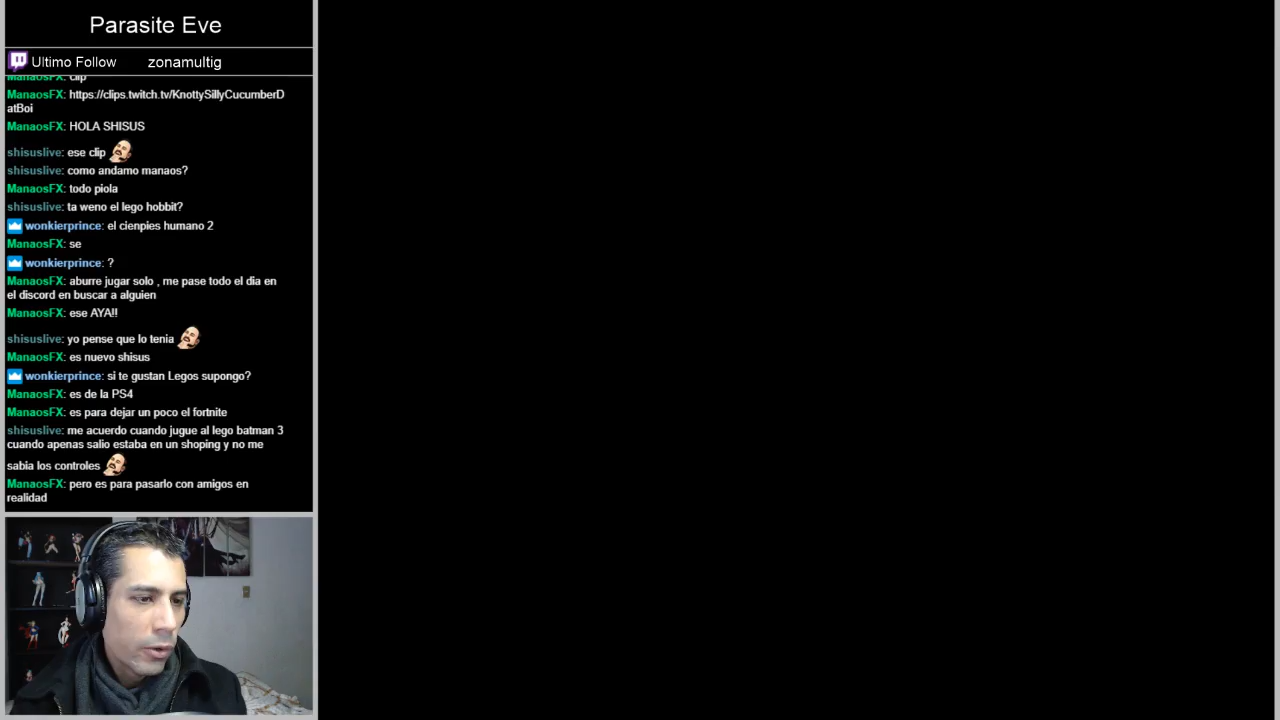 Parasite Eve
Ultimo Follow zonamultig
ManaosFX: clip
ManaosFX: https://clips.twitch.tv/KnottySillyCucumberD
atBoi
ManaosFX: HOLA SHISUS
shisuslive: ese clip
shisuslive: como andamo manaos?
ManaosFX: todo piola
shisuslive: ta weno el lego hobbit?
wonkierprince: el cienpies humano 2
ManaosFX: se
wonkierprince: ?
ManaosFX: aburre jugar solo , me pase todo el dia en
el discord en buscar a alguien
ManaosFX: ese AYA!!
shisuslive: yo pense que lo tenia
ManaosFX: es nuevo shisus
wonkierprince: si te gustan Legos supongo?
ManaosFX: es de la PS4
ManaosFX: es para dejar un poco el fortnite
shisuslive: me acuerdo cuando jugue al lego batman 3
cuando apenas salio estaba en un shoping y no me
sabia los controles
ManaosFX: pero es para pasarlo con amigos en
realidad